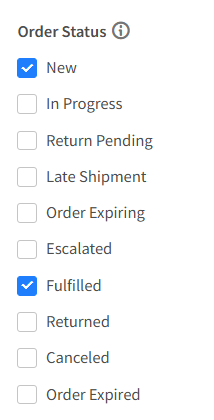 Order Status
New
In Progress
Return Pending
Late Shipment
Order Expiring
Escalated
Fulfilled
Returned
Canceled
Order Expired